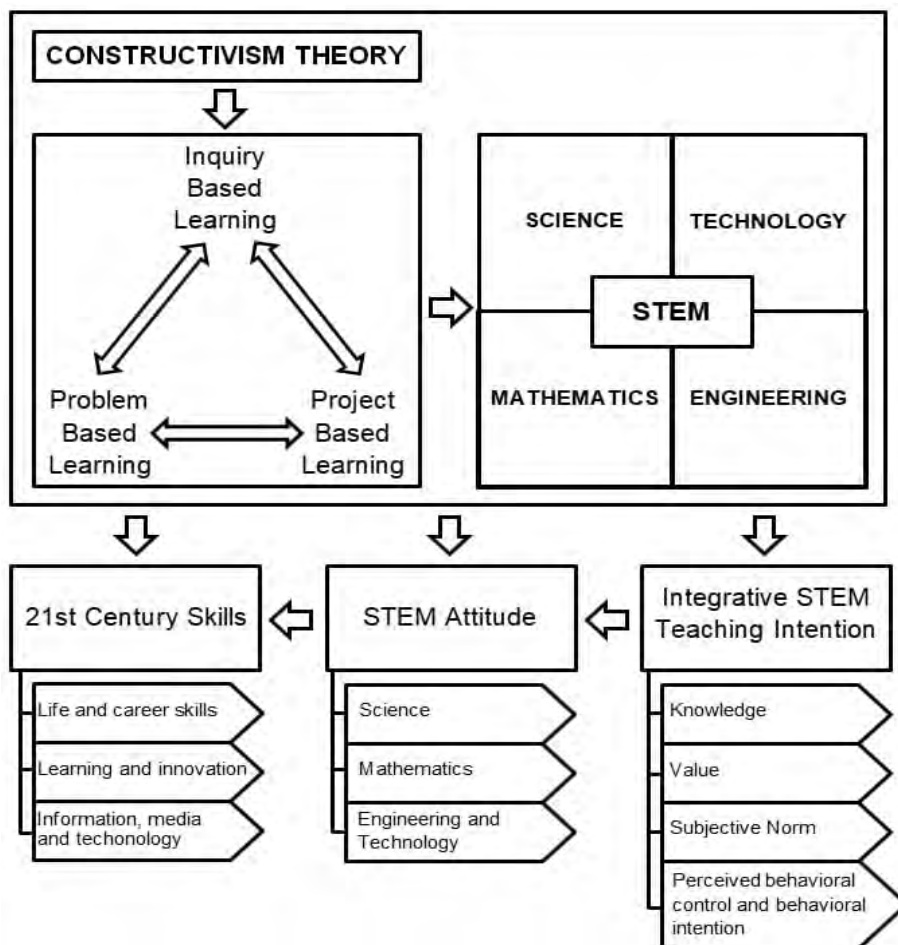 CONSTRUCTIVISM THEORY
Inquiry
Based
Learning
Problem
Based
Learning
Project
Based
Learning
SCIENCE
TECHNOLOGY
STEM
MATHEMATICS
ENGINEERING
21st Century Skills
Life and career skills
Learning and innovation
Information, media
and techonology
STEM Attitude
Science
Mathematics
Engineering and
Technology
Integrative STEM
Teaching Intention
Knowledge
Value
Subjective Norm
Perceived behavioral
control and behavioral
intention